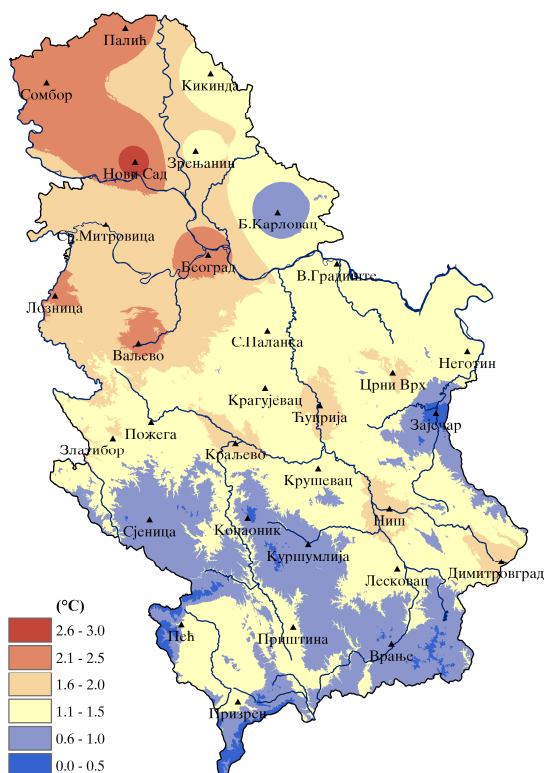 Палић
Кикинда
Сомбор
Зрењанин
Нови Сад
Б.Карловац
Ср.Митровица
Београд
В.Градиште
Лозница
С.Паланка
Ваљево
Неготин
Црни Врх
Крагујевац
Ћуприја
Зајечар
Пожега
Златибор
Краљево
Крушевац
Ниш
Сјеница
Копаоник
Куршумлија
Димитровград
Лесковац
Пећ
Приштина
Врање
Призрен
(°C)
2.6 - 3.0
2.1 - 2.5
1.6 - 2.0
1.1 - 1.5
0.6 - 1.0
0.0 - 0.5